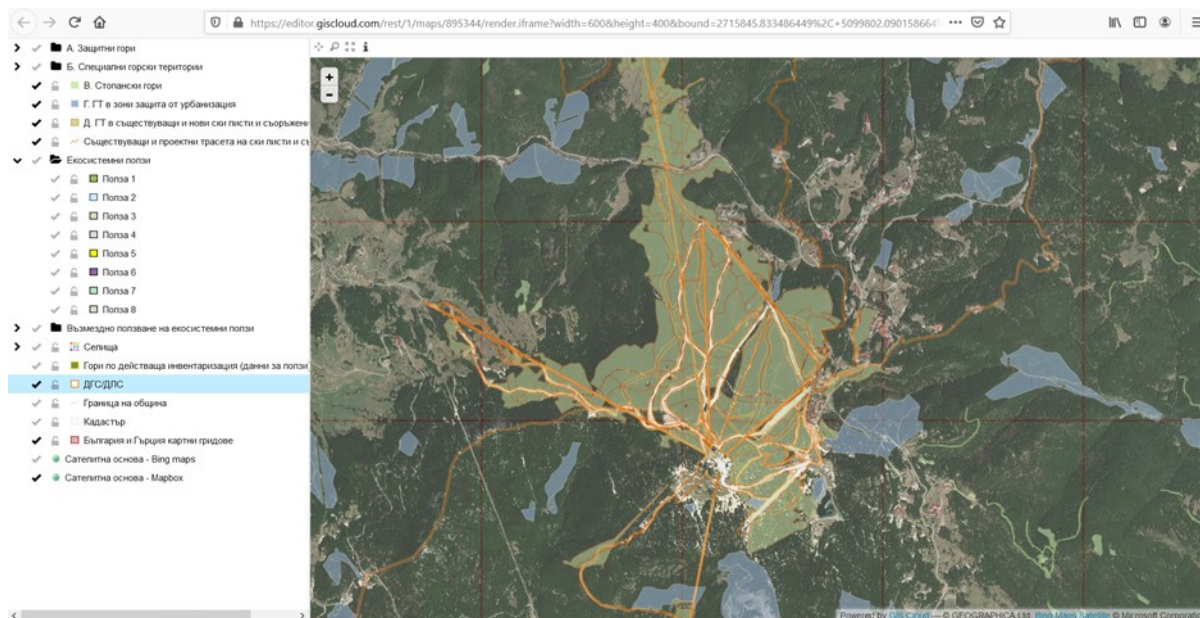 https://editor.giscloud.com/rest/1/maps/895344/render.iframe?width=600&height=400&bound=2715845.833486449%2C+5099802.09015866
А. Защитни гори
Б. Специални горски територии
В. Стопански гори
Г. ГТ в зони защита от урбанизация
Д. ГТ в съществуващи и нови ски писти и съоръжени
Съществуващи и проектни трасета на ски писти и съ
Екосистемни ползи
Полза 1
Полза 2
Полза 3
Полза 4
Полза 5
Полза 6
Полза 7
Полза 8
Възмездно ползване на екосистемни ползи
Селища
Гори по действаща инвентаризация (данни за ползи
ДГС/ДЛС
Граница на община
Кадастър
България и Гърция картни гридове
Сателитна основа - Bing maps
Сателитна основа - Mapbox
+
-
Powered by GIS Cloud — © GEOGRAPHICA Ltd, Bing Maps Satellite © Microsoft Corporatio